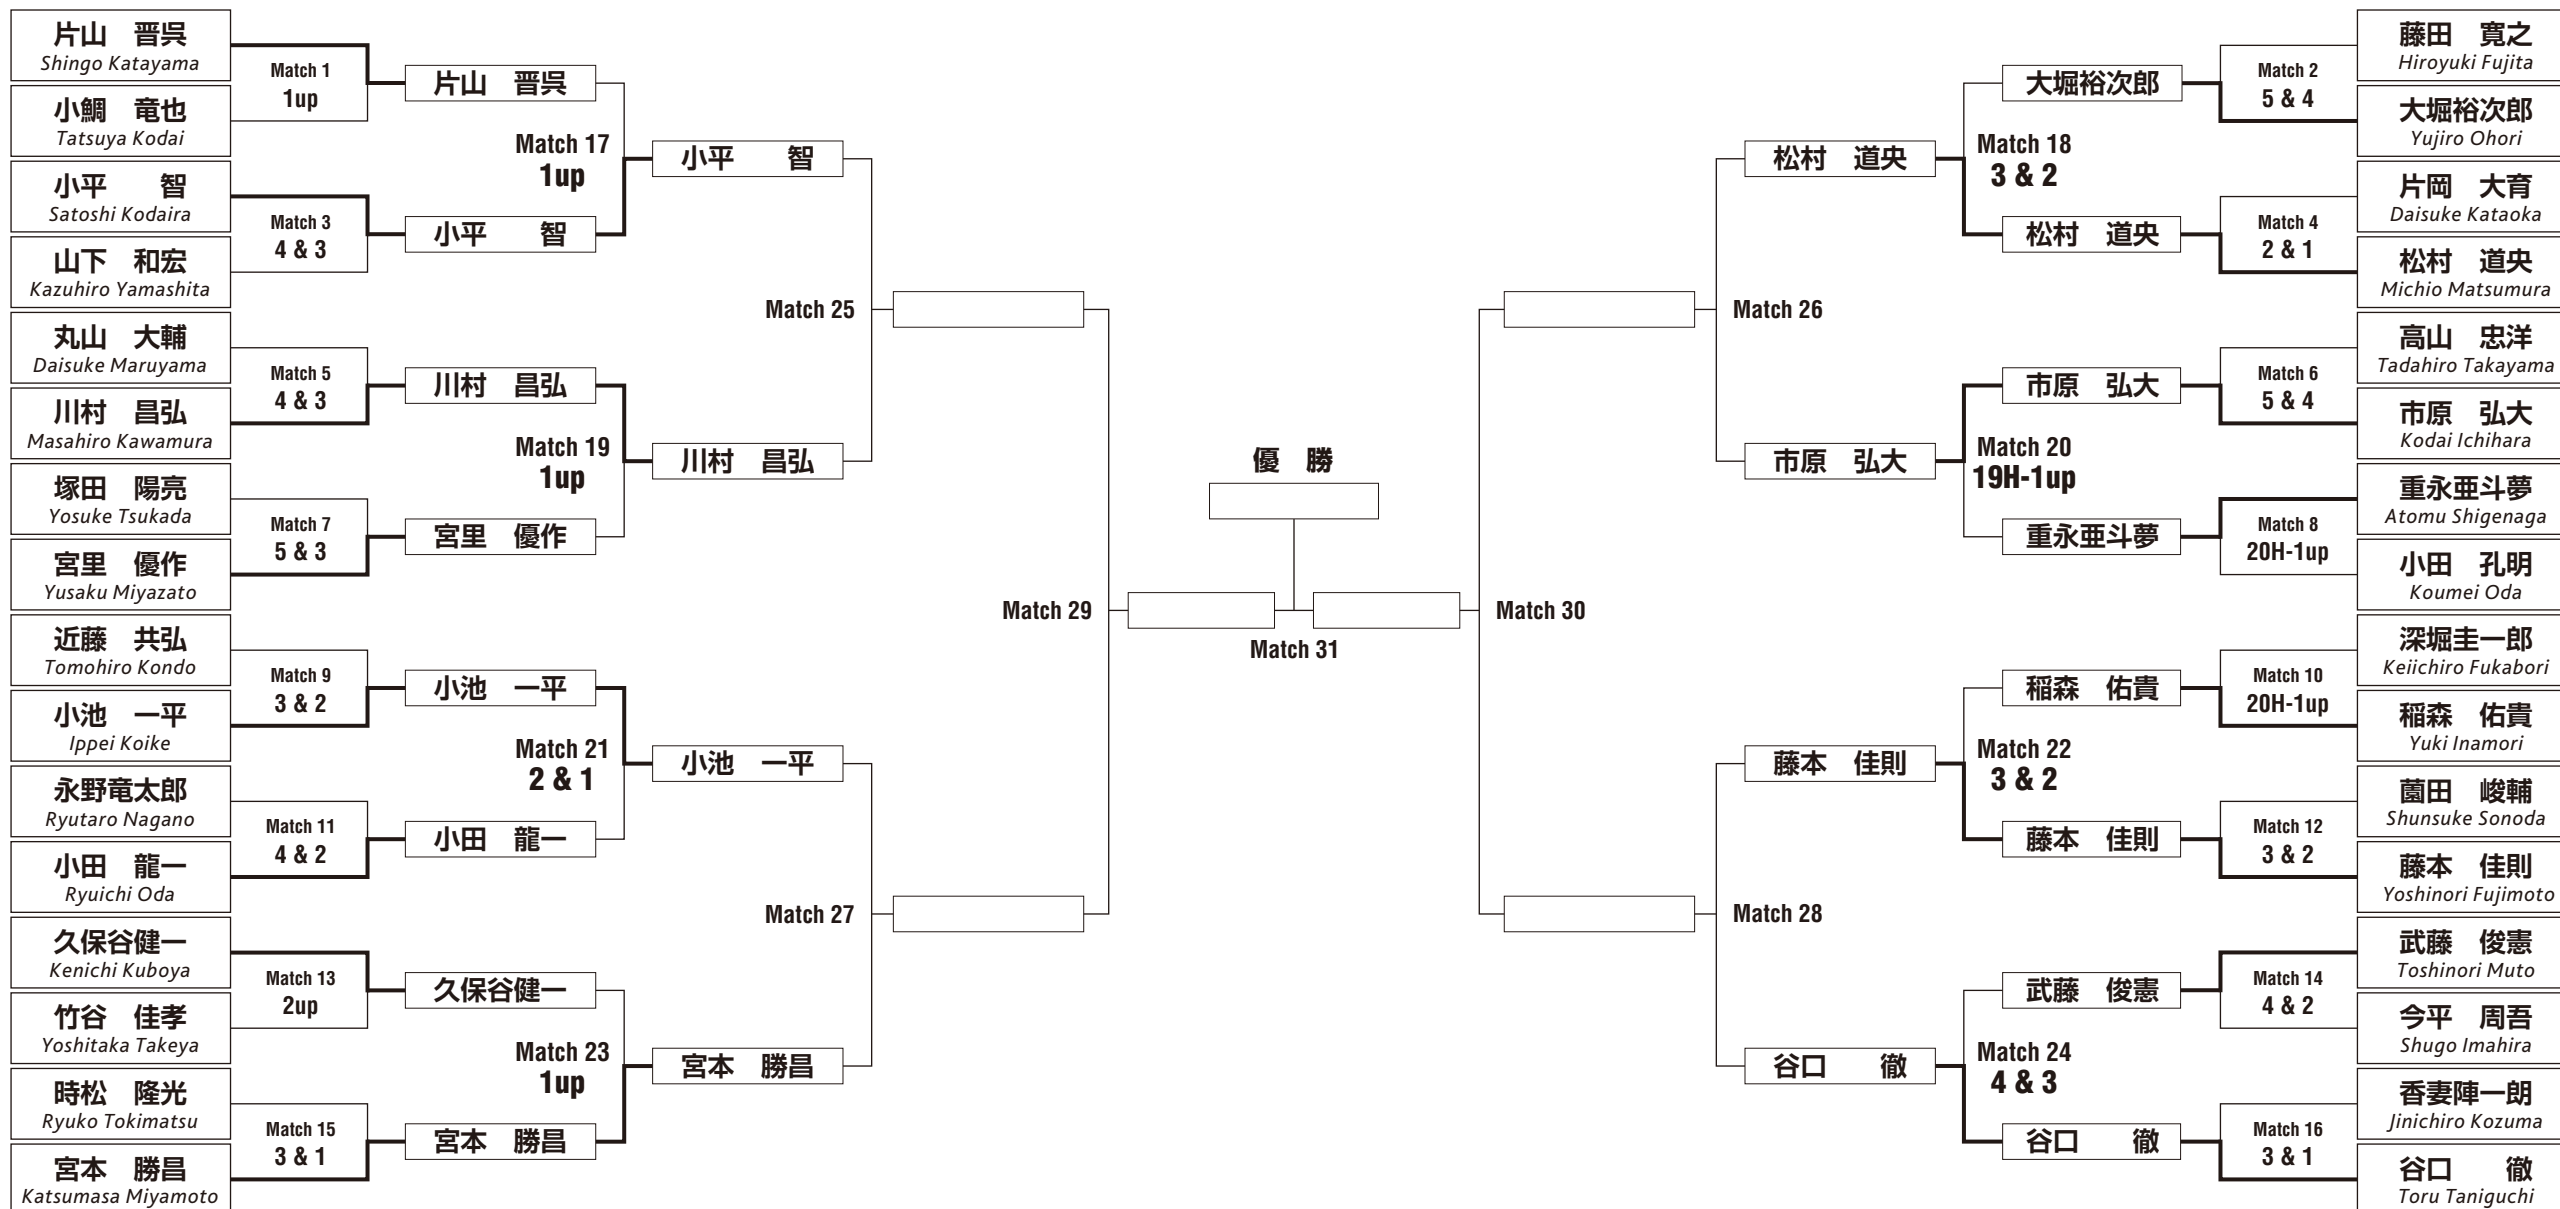 片山　晋呉
Shingo Katayama
小鯛　竜也
Tatsuya Kodai
小平　　智
Satoshi Kodaira
山下　和宏
Kazuhiro Yamashita
丸山　大輔
Daisuke Maruyama
川村　昌弘
Masahiro Kawamura
塚田　陽亮
Yosuke Tsukada
宮里　優作
Yusaku Miyazato
近藤　共弘
Tomohiro Kondo
小池　一平
Ippei Koike
永野竜太郎
Ryutaro Nagano
小田　龍一
Ryuichi Oda
久保谷健一
Kenichi Kuboya
竹谷　佳孝
Yoshitaka Takeya
時松　隆光
Ryuko Tokimatsu
宮本　勝昌
Katsumasa Miyamoto
Match 1
1up
Match 3
4 & 3
Match 5
4 & 3
Match 7
5 & 3
Match 9
3 & 2
Match 11
4 & 2
Match 13
2up
Match 15
3 & 1
片山　晋呉
小平　　智
川村　昌弘
宮里　優作
小池　一平
小田　龍一
久保谷健一
宮本　勝昌
Match 17
1up
Match 19
1up
Match 21
2 & 1
Match 23
1up
小平　　智
川村　昌弘
小池　一平
宮本　勝昌
Match 25
Match 27
Match 29
優　勝
Match 31
Match 30
Match 26
Match 28
松村　道央
市原　弘大
藤本　佳則
谷口　　徹
Match 18
3 & 2
Match 20
19H-1up
Match 22
3 & 2
Match 24
4 & 3
大堀裕次郎
松村　道央
市原　弘大
重永亜斗夢
稲森　佑貴
藤本　佳則
武藤　俊憲
谷口　　徹
Match 2
5 & 4
Match 4
2 & 1
Match 6
5 & 4
Match 8
20H-1up
Match 10
20H-1up
Match 12
3 & 2
Match 14
4 & 2
Match 16
3 & 1
藤田　寛之
Hiroyuki Fujita
大堀裕次郎
Yujiro Ohori
片岡　大育
Daisuke Kataoka
松村　道央
Michio Matsumura
高山　忠洋
Tadahiro Takayama
市原　弘大
Kodai Ichihara
重永亜斗夢
Atomu Shigenaga
小田　孔明
Koumei Oda
深堀圭一郎
Keiichiro Fukabori
稲森　佑貴
Yuki Inamori
薗田　峻輔
Shunsuke Sonoda
藤本　佳則
Yoshinori Fujimoto
武藤　俊憲
Toshinori Muto
今平　周吾
Shugo Imahira
香妻陣一朗
Jinichiro Kozuma
谷口　　徹
Toru Taniguchi